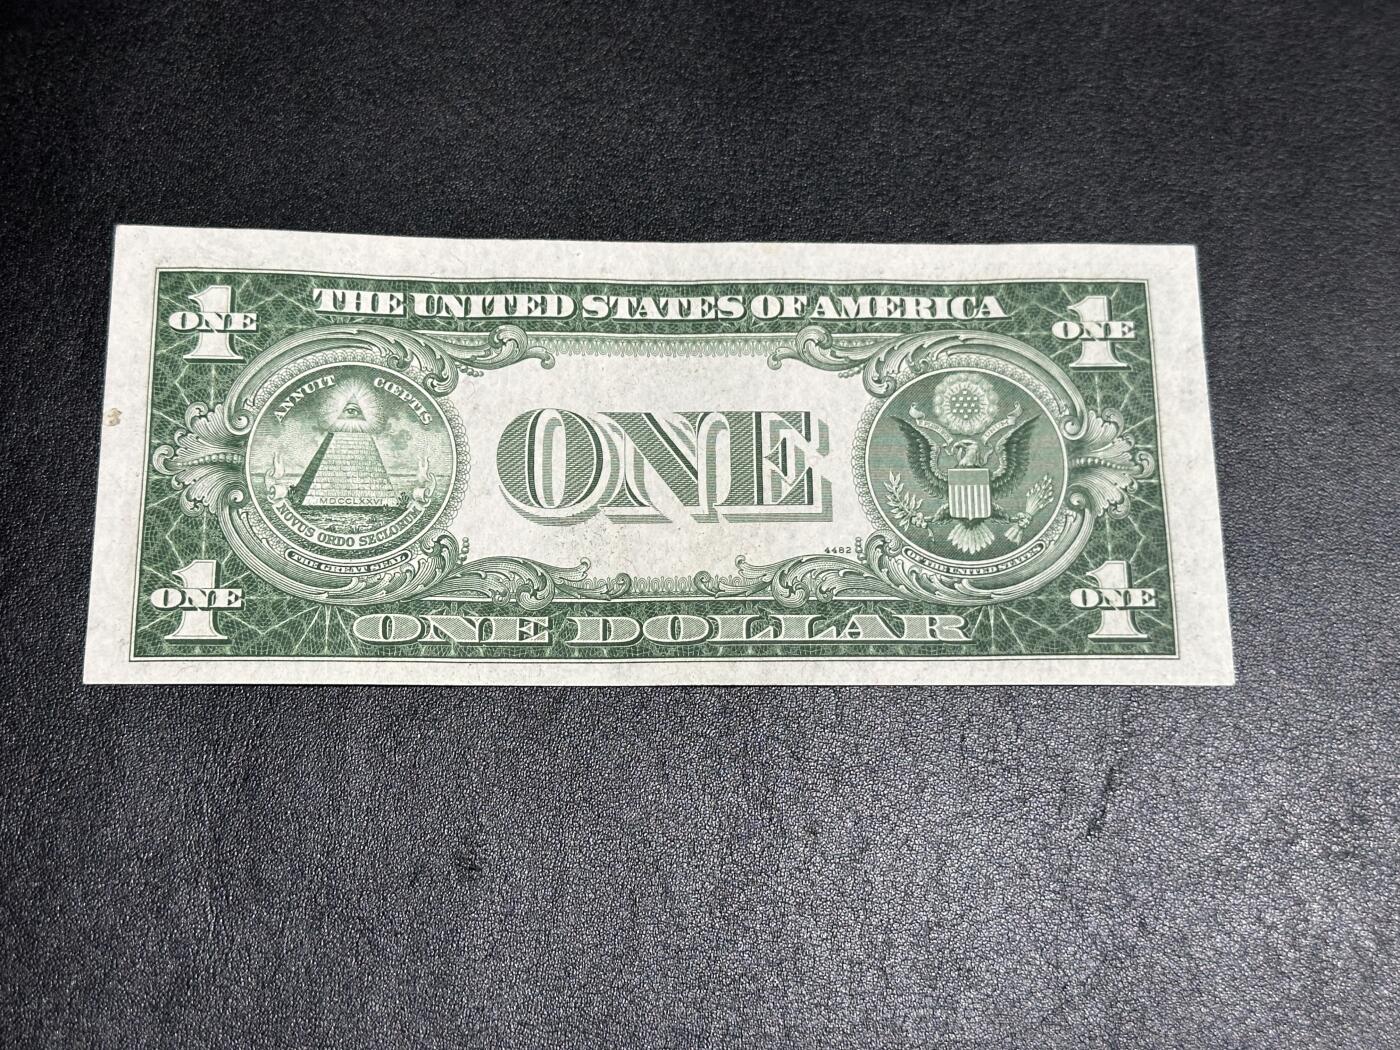 THE UNITED STATES OF AMERICA
1
ONE
1
ONE
ANNUIT CŒPTIS
MDCCLXXVI
NOVUS ORDO SECLORUM
THE GREAT SEAL
ONE
4482
OF THE UNITED STATES
1
ONE
1
ONE
ONE DOLLAR